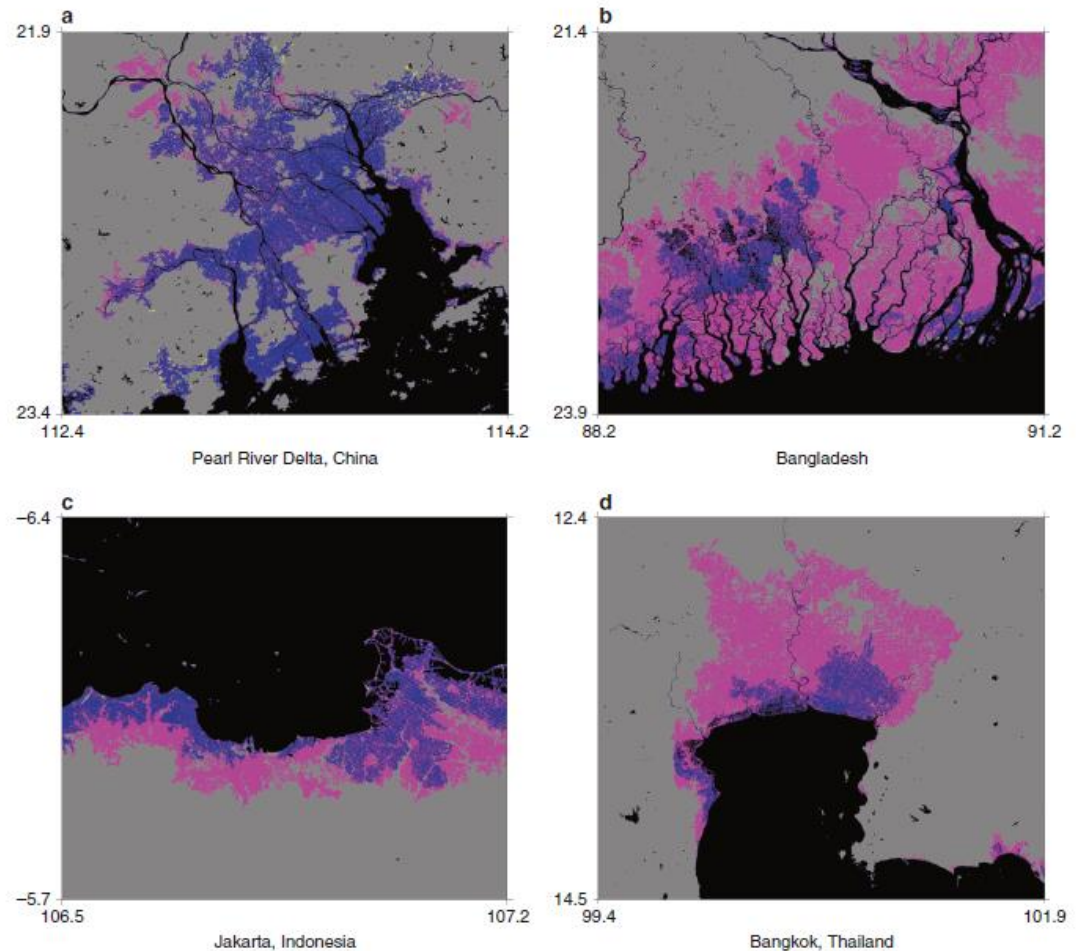 a
21.9
23.4
112.4 114.2
Pearl River Delta, China
b
21.4
23.9
88.2 91.2
Bangladesh
c
−6.4
−5.7
106.5 107.2
Jakarta, Indonesia
d
12.4
14.5
99.4 101.9
Bangkok, Thailand